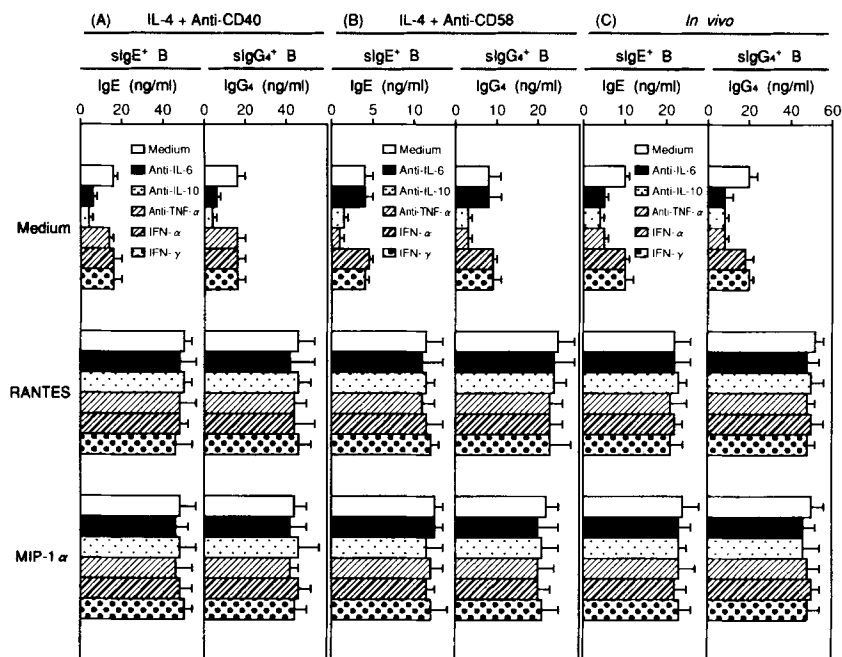 (A) IL-4 + Anti-CD40 (B) IL-4 + Anti-CD58 (C) In vivo
sIgE+ B sIgG4+ B sIgE+ B sIgG4+ B sIgE+ B sIgG4+ B
IgE (ng/ml) IgG4 (ng/ml) IgE (ng/ml) IgG4 (ng/ml) IgE (ng/ml) IgG4 (ng/ml)
0 20 40 0 20 40 0 5 10 0 10 20 0 10 20 30 0 20 40 60
Medium Medium Medium
Anti-IL-6 Anti-IL-6 Anti-IL-6
Anti-IL-10 Anti-IL-10 Anti-IL-10
Anti-TNF-α Anti-TNF-α Anti-TNF-α
IFN-α IFN-α IFN-α
IFN-γ IFN-γ IFN-γ
Medium
RANTES
MIP-1α